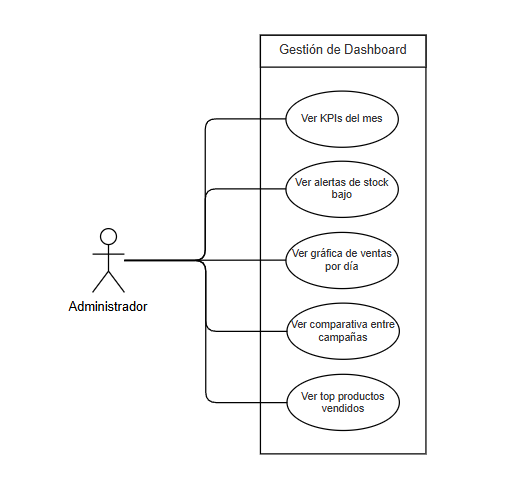 Gestión de Dashboard
Ver KPIs del mes
Ver alertas de stock
bajo
Ver gráfica de ventas
por día
Administrador
Ver comparativa entre
campañas
Ver top productos
vendidos